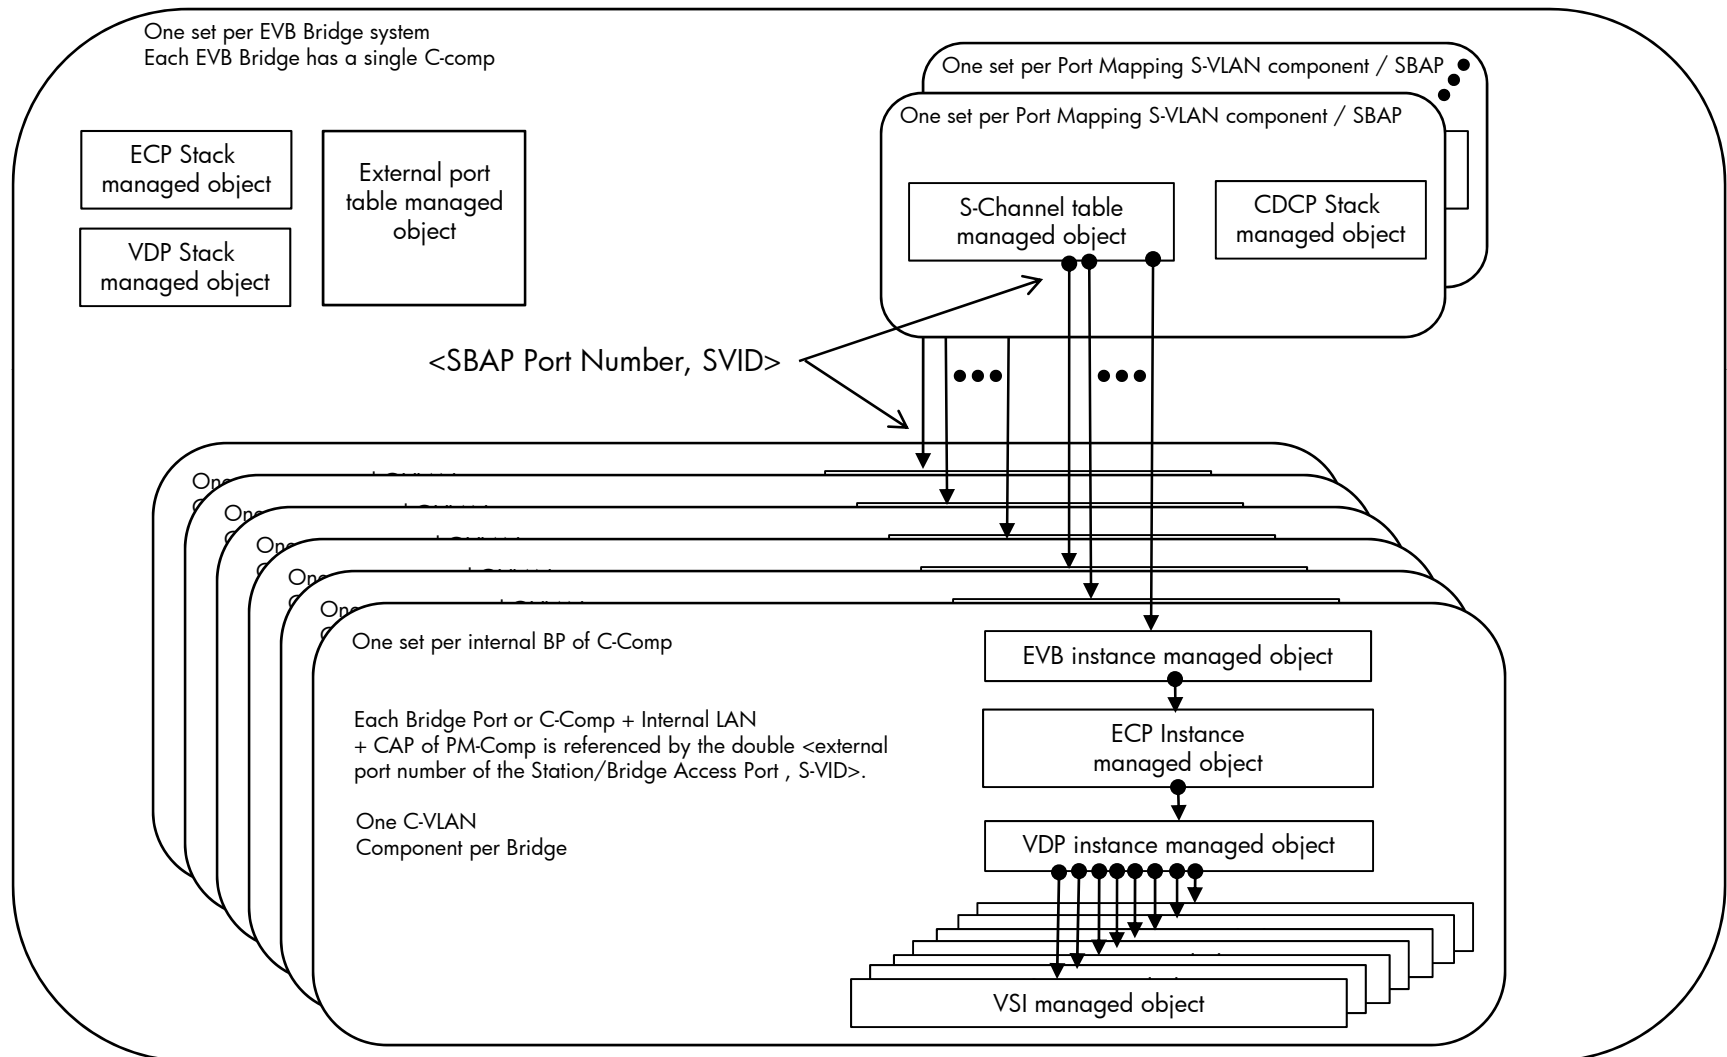 One set per EVB Bridge system
Each EVB Bridge has a single C-comp
One set per Port Mapping S-VLAN component / SBAP
One set per Port Mapping S-VLAN component / SBAP
ECP Stack
managed object
External port
table managed
object
VDP Stack
managed object
S-Channel table
managed object
CDCP Stack
managed object
<SBAP Port Number, SVID>
One set per internal BP of C-Comp
Each Bridge Port or C-Comp + Internal LAN
+ CAP of PM-Comp is referenced by the double <external
port number of the Station/Bridge Access Port , S-VID>.
One C-VLAN
Component per Bridge
EVB instance managed object
ECP Instance
managed object
VDP instance managed object
VSI managed object